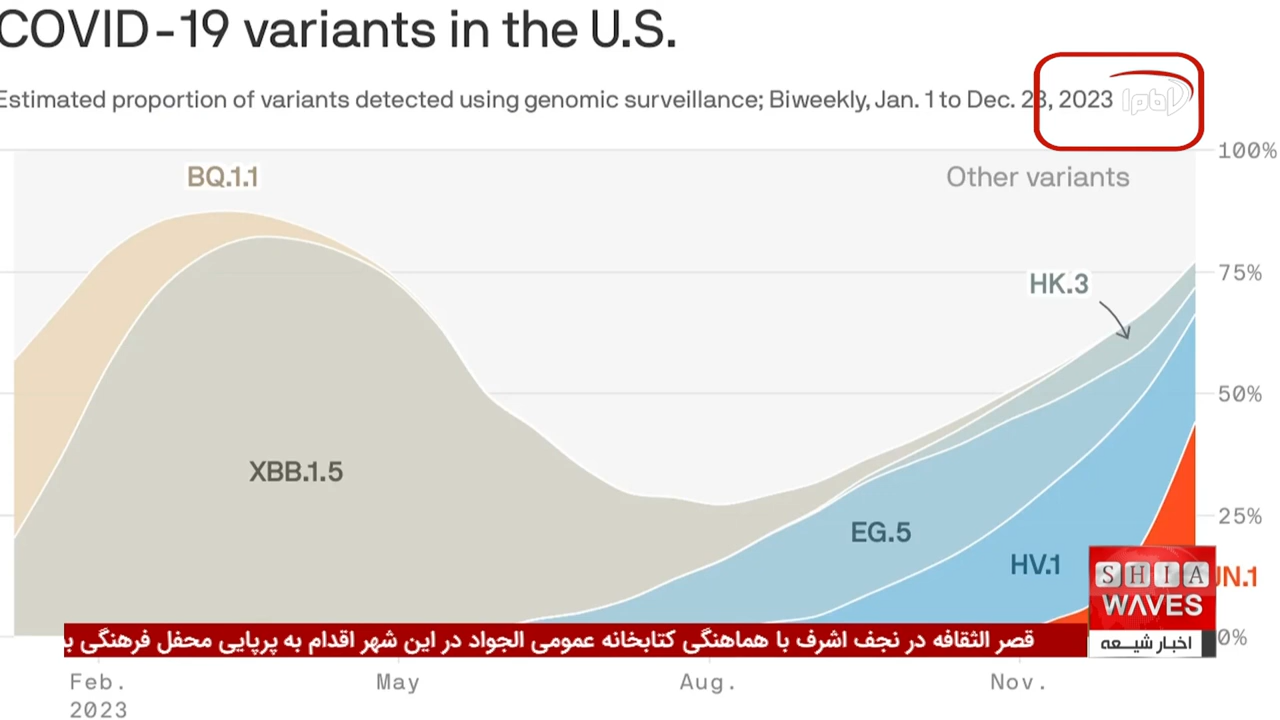 COVID-19 variants in the U.S.
Estimated proportion of variants detected using genomic surveillance; Biweekly, Jan. 1 to Dec. 23, 2023
100%
BQ.1.1
Other variants
75%
HK.3
50%
XBB.1.5
25%
EG.5
HV.1
JN.1
SHIA
WAVES
قصر الثقافه در نجف اشرف با هماهنگی کتابخانه عمومی الجواد در این شهر اقدام به پرپایی محفل فرهنگی
اخبار شیعه
0%
Feb.
May
Aug.
Nov.
2023